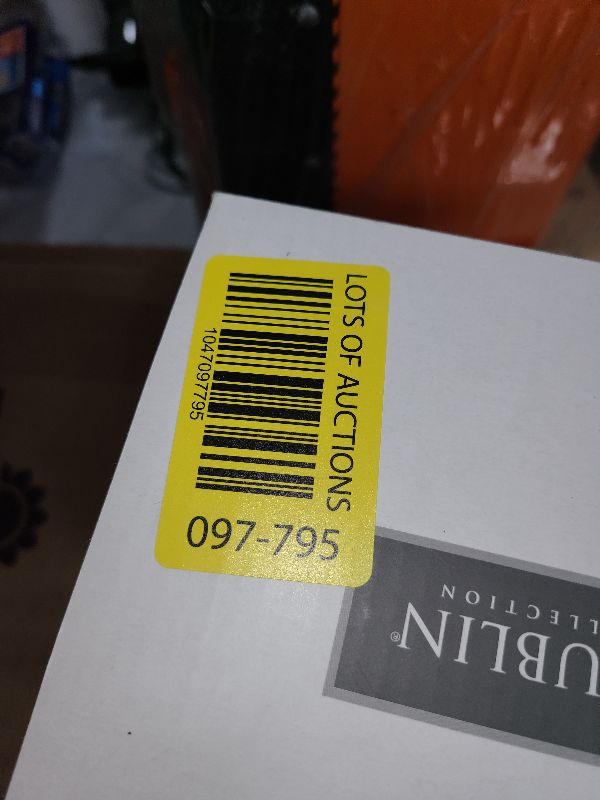 LOTS OF AUCTIONS
1047097795
097-795
UBLIN®
LLECTION